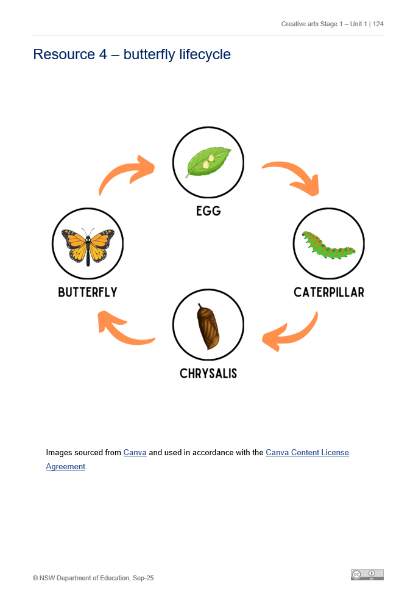 Creative arts Stage 1 – Unit 1 | 124
Resource 4 – butterfly lifecycle
EGG
BUTTERFLY
CATERPILLAR
CHRYSALIS
Images sourced from Canva and used in accordance with the Canva Content License
Agreement.
© NSW Department of Education, Sep-25